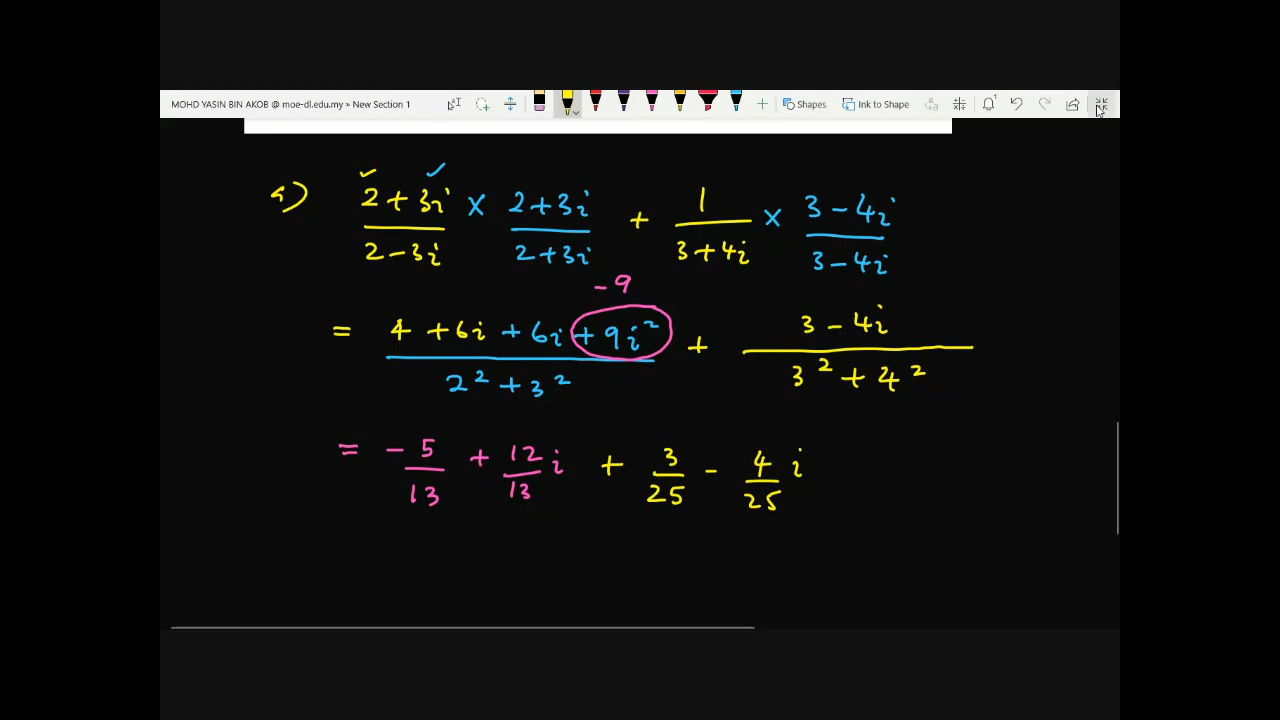 MOHD YASIN BIN AKOB @ moe-dl.edu.my » New Section 1 Shapes Ink to Shape
a) (2 + 3i)/(2 - 3i) × (2 + 3i)/(2 + 3i) + 1/(3 + 4i) × (3 - 4i)/(3 - 4i)
-9
= (4 + 6i + 6i + 9i²)/(2² + 3²) + (3 - 4i)/(3² + 4²)
= - 5/13 + 12/13 i + 3/25 - 4/25 i